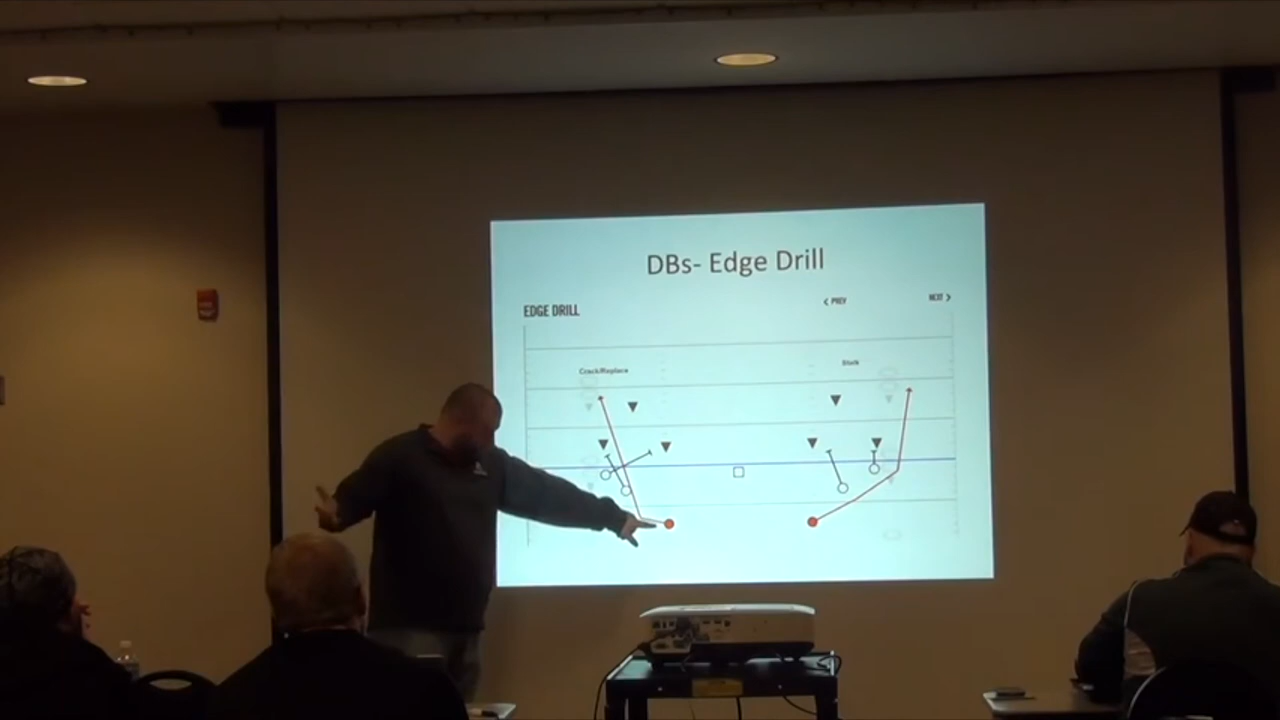 DBs- Edge Drill
EDGE DRILL
< PREV
NEXT >
Crack/Replace
Stalk